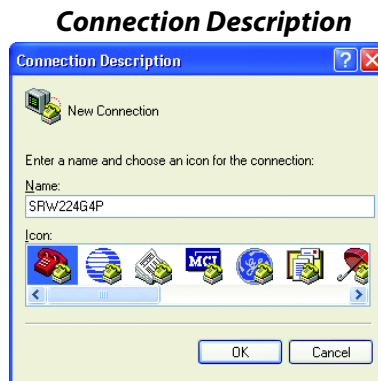 Connection Description
Connection Description
New Connection
Enter a name and choose an icon for the connection:
Name:
SRW224G4P
Icon:
MCI
OK Cancel